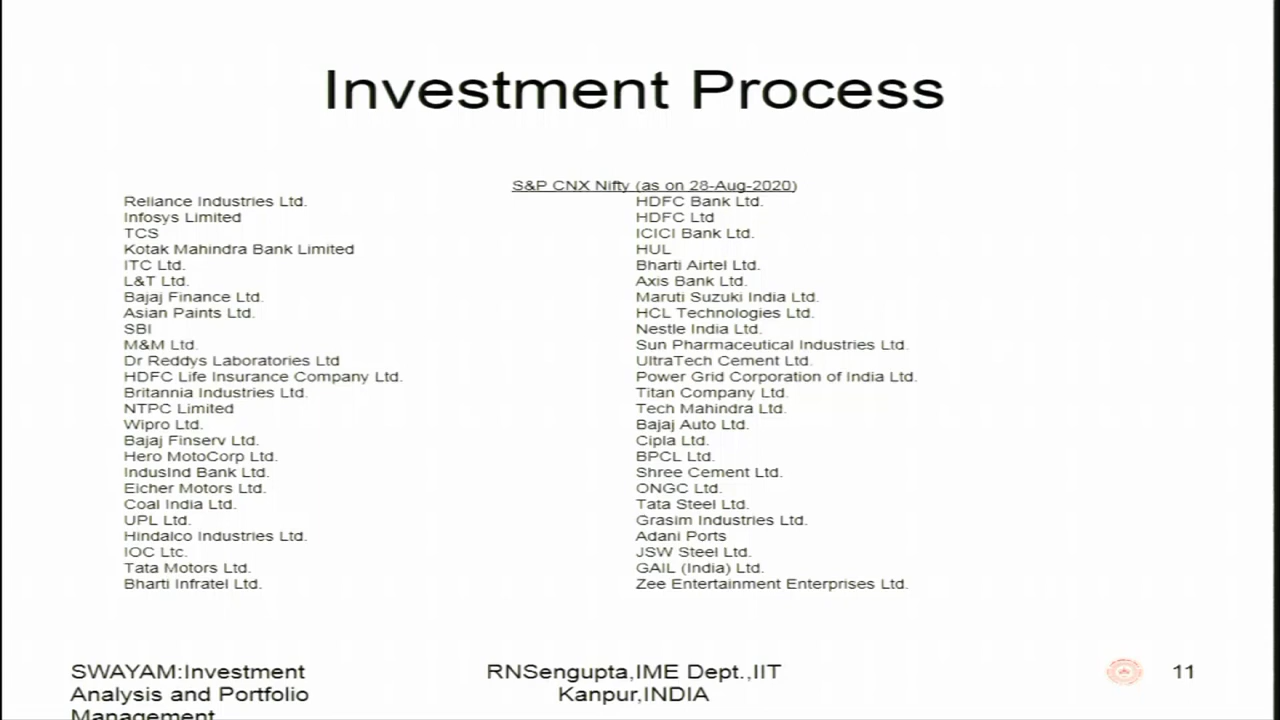 Investment Process
S&P CNX Nifty (as on 28-Aug-2020)
Reliance Industries Ltd.
Infosys Limited
TCS
Kotak Mahindra Bank Limited
ITC Ltd.
L&T Ltd.
Bajaj Finance Ltd.
Asian Paints Ltd.
SBI
M&M Ltd.
Dr Reddys Laboratories Ltd
HDFC Life Insurance Company Ltd.
Britannia Industries Ltd.
NTPC Limited
Wipro Ltd.
Bajaj Finserv Ltd.
Hero MotoCorp Ltd.
IndusInd Bank Ltd.
Eicher Motors Ltd.
Coal India Ltd.
UPL Ltd.
Hindalco Industries Ltd.
IOC Ltc.
Tata Motors Ltd.
Bharti Infratel Ltd.
HDFC Bank Ltd.
HDFC Ltd
ICICI Bank Ltd.
HUL
Bharti Airtel Ltd.
Axis Bank Ltd.
Maruti Suzuki India Ltd.
HCL Technologies Ltd.
Nestle India Ltd.
Sun Pharmaceutical Industries Ltd.
UltraTech Cement Ltd.
Power Grid Corporation of India Ltd.
Titan Company Ltd.
Tech Mahindra Ltd.
Bajaj Auto Ltd.
Cipla Ltd.
BPCL Ltd.
Shree Cement Ltd.
ONGC Ltd.
Tata Steel Ltd.
Grasim Industries Ltd.
Adani Ports
JSW Steel Ltd.
GAIL (India) Ltd.
Zee Entertainment Enterprises Ltd.
SWAYAM:Investment
Analysis and Portfolio
Management
RNSengupta,IME Dept.,IIT
Kanpur,INDIA
11